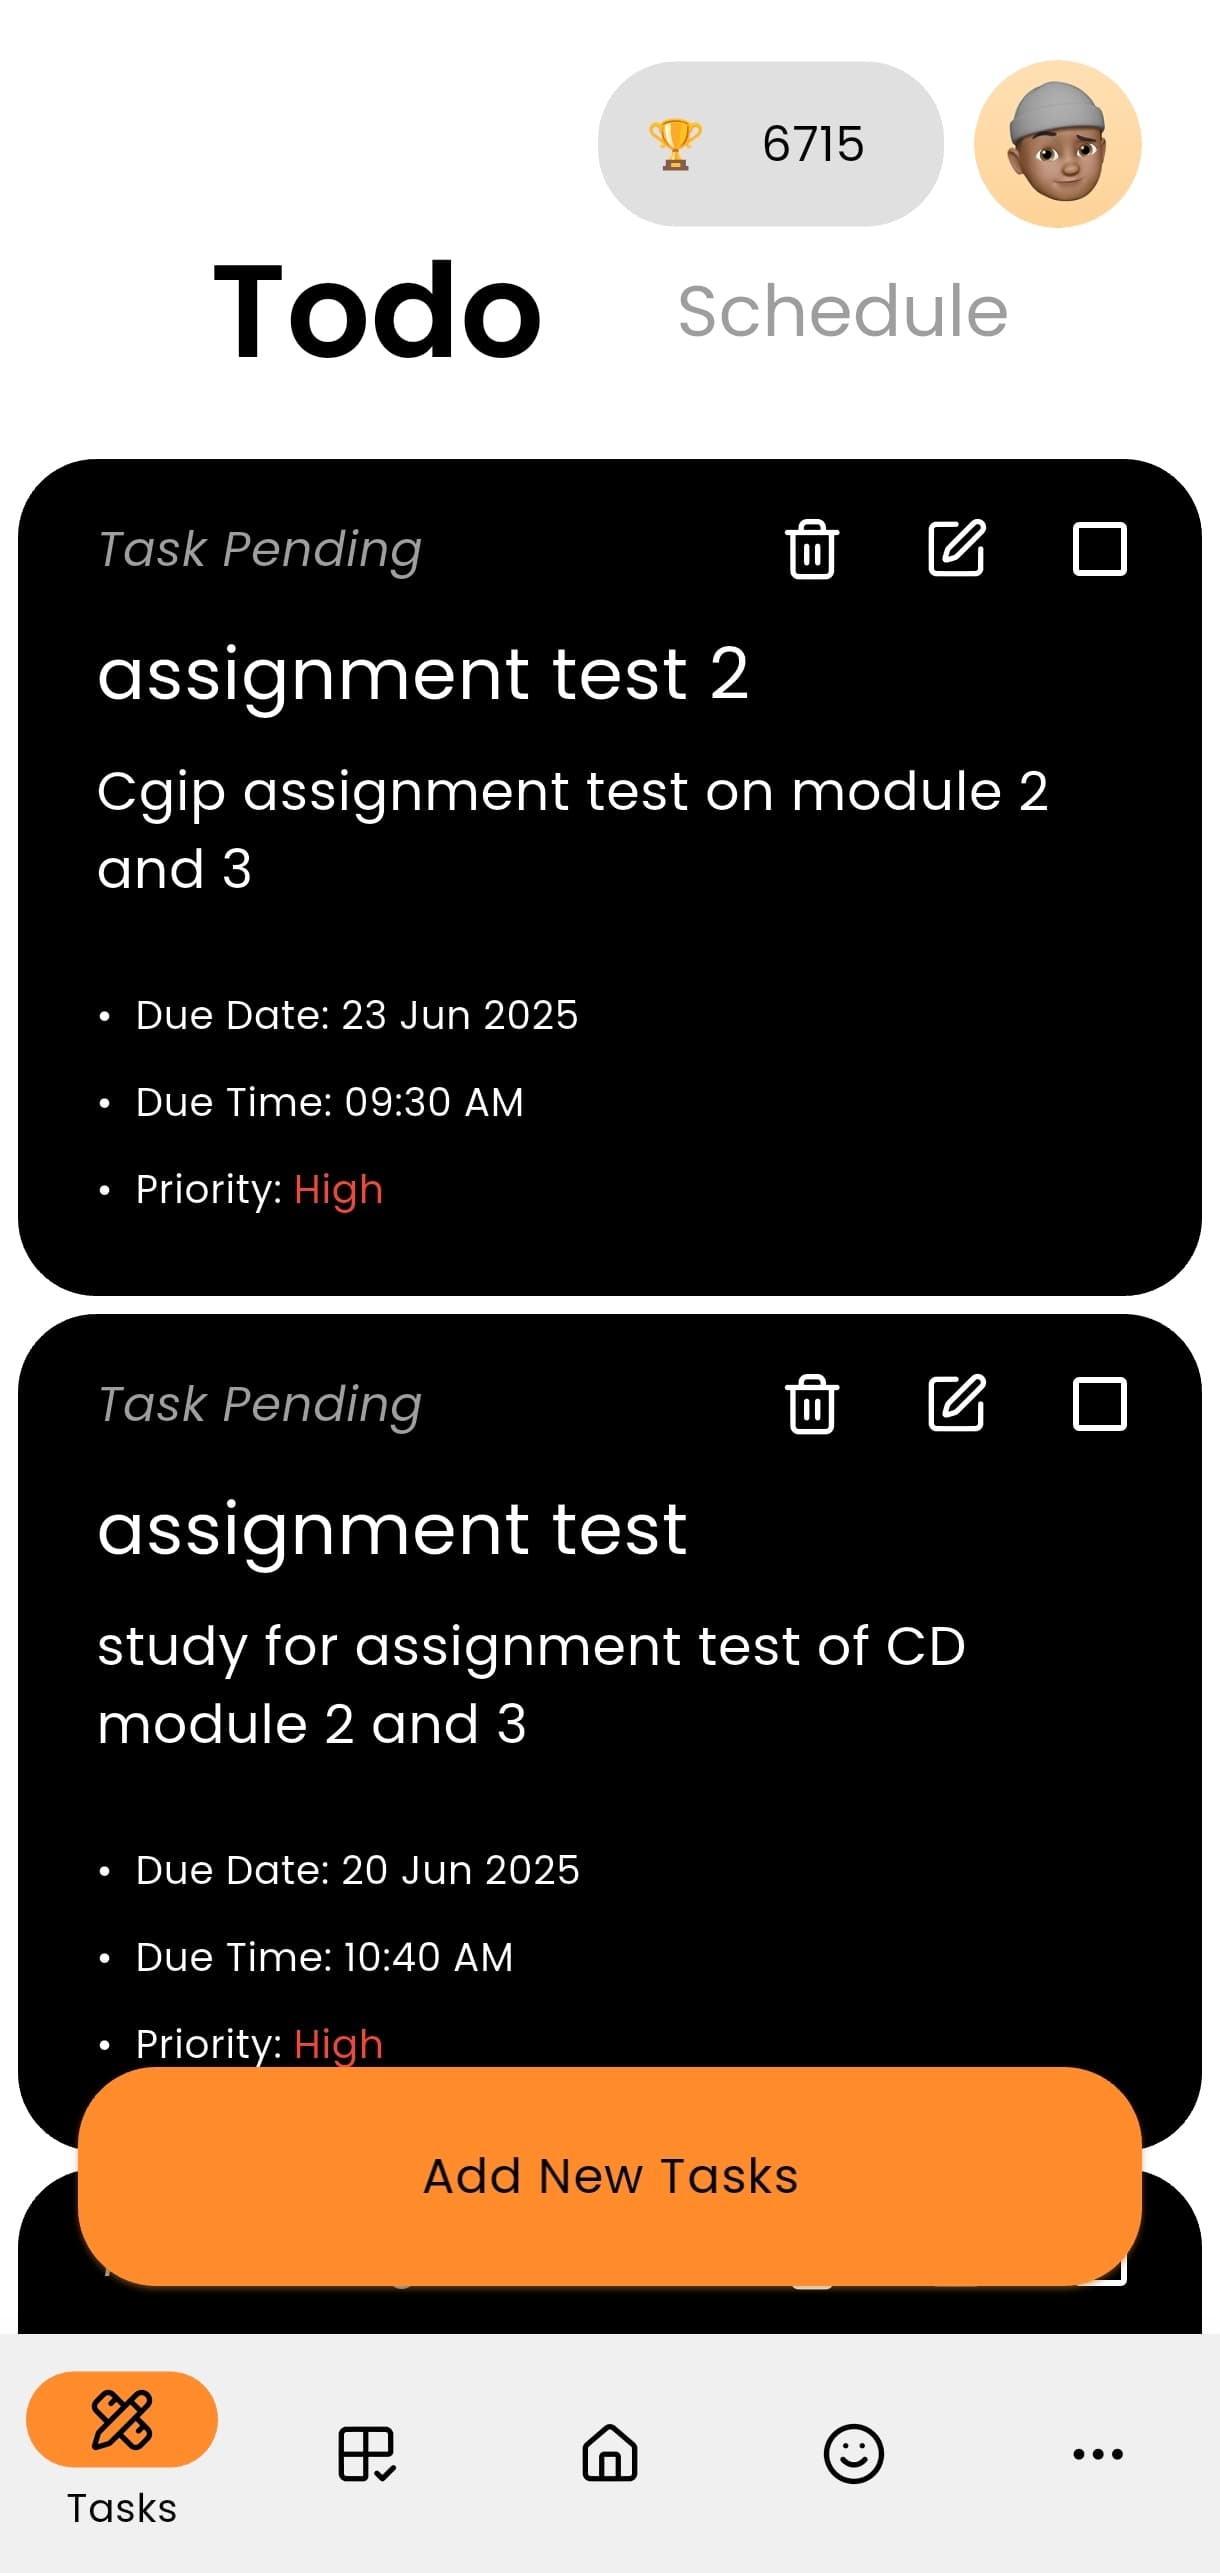 6715
Todo
Schedule
Task Pending
assignment test 2
Cgip assignment test on module 2
and 3
• Due Date: 23 Jun 2025
• Due Time: 09:30 AM
• Priority: High
Task Pending
assignment test
study for assignment test of CD
module 2 and 3
• Due Date: 20 Jun 2025
• Due Time: 10:40 AM
• Priority: High
Add New Tasks
Tasks